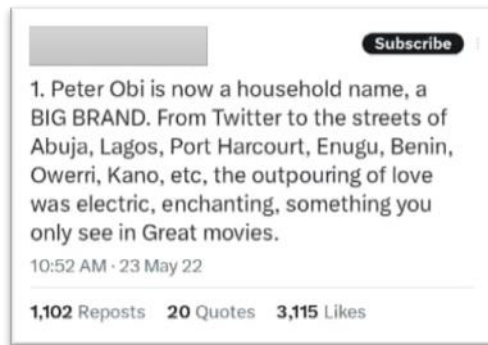 Subscribe
1. Peter Obi is now a household name, a
BIG BRAND. From Twitter to the streets of
Abuja, Lagos, Port Harcourt, Enugu, Benin,
Owerri, Kano, etc, the outpouring of love
was electric, enchanting, something you
only see in Great movies.
10:52 AM · 23 May 22
1,102 Reposts 20 Quotes 3,115 Likes